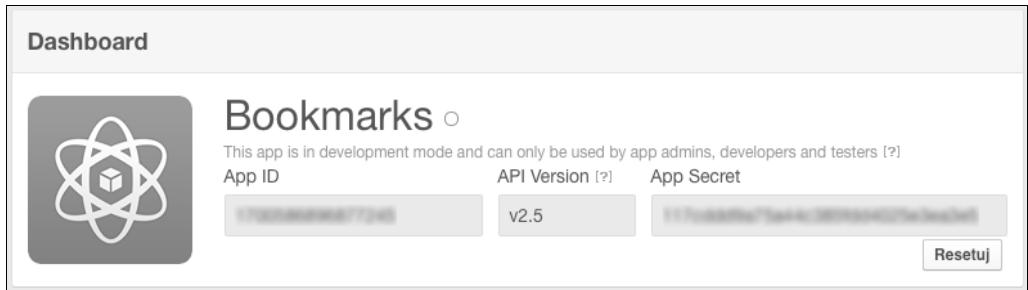 Dashboard
Bookmarks
This app is in development mode and can only be used by app admins, developers and testers [?]
App ID API Version [?] App Secret
v2.5
Resetuj